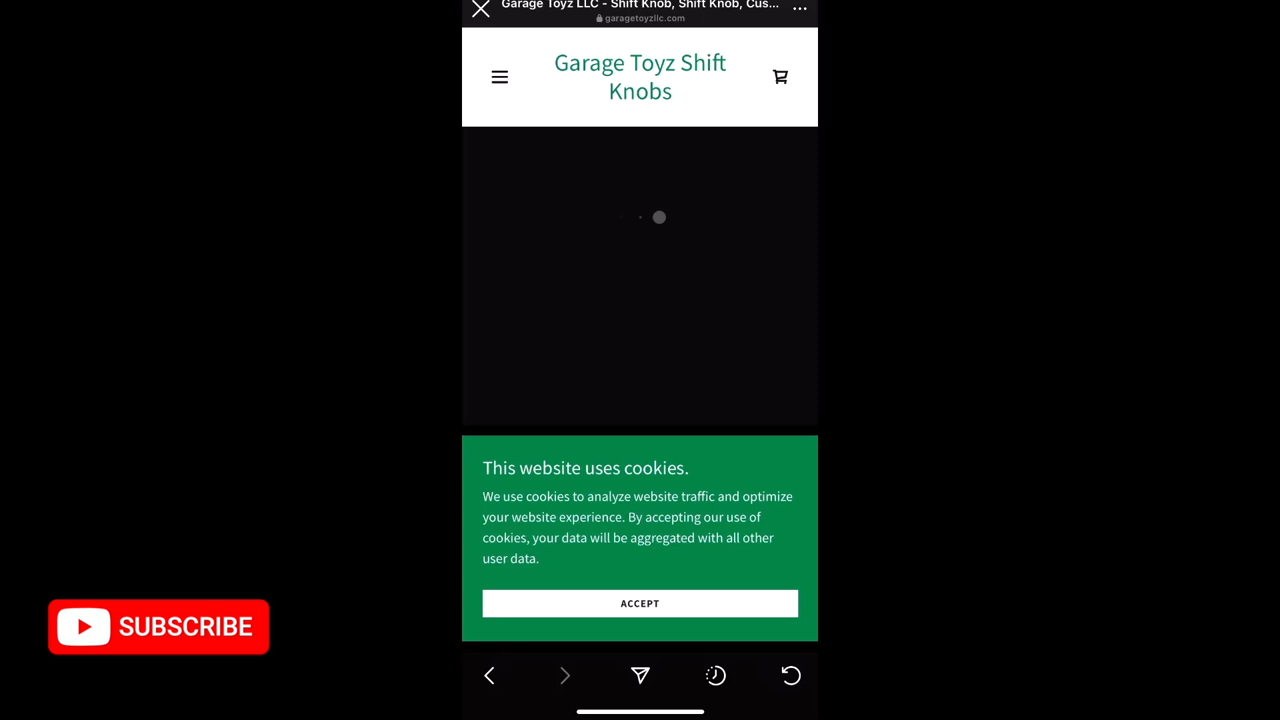 Garage Toyz LLC - Shift Knob, Shift Knob, Cus...
garagetoyzllc.com
Garage Toyz Shift
Knobs
This website uses cookies.
We use cookies to analyze website traffic and optimize
your website experience. By accepting our use of
cookies, your data will be aggregated with all other
user data.
ACCEPT
SUBSCRIBE